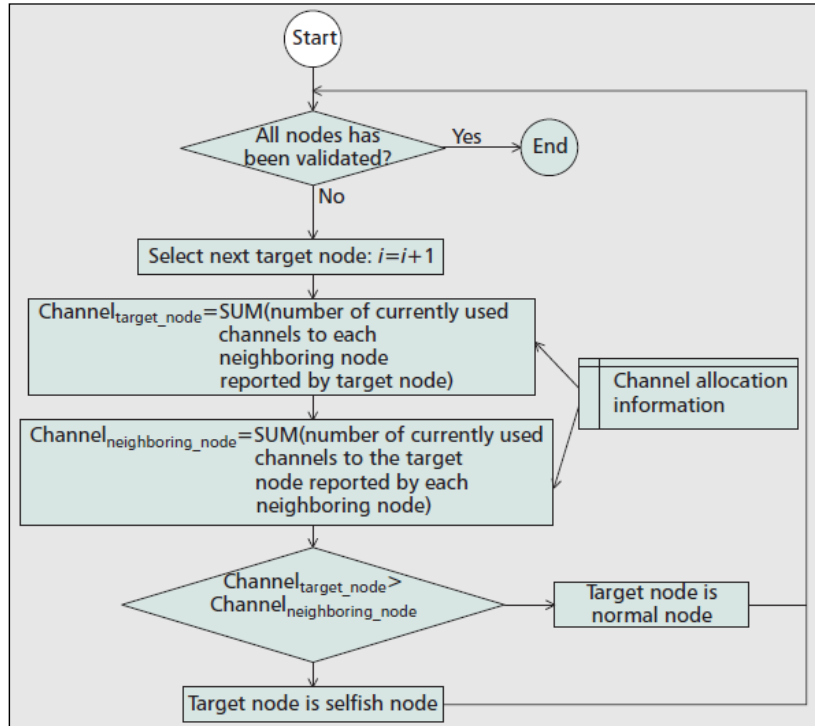 Start
All nodes has
been validated?
Yes
End
No
Select next target node: i=i+1
Channeltarget_node=SUM(number of currently used
channels to each
neighboring node
reported by target node)
Channel allocation
information
Channelneighboring_node=SUM(number of currently used
channels to the target
node reported by each
neighboring node)
Channeltarget_node>
Channelneighboring_node
Target node is
normal node
Target node is selfish node